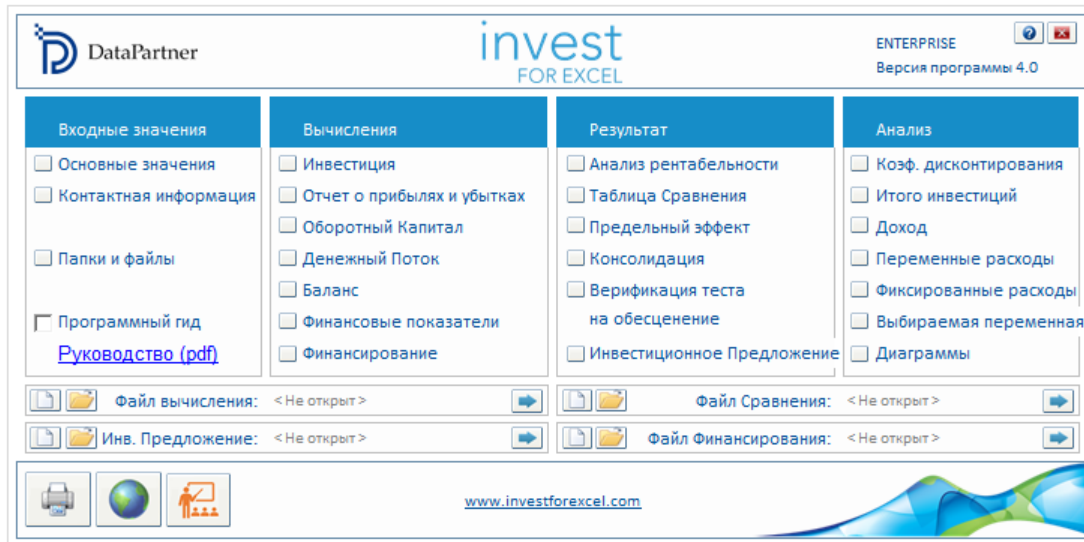 DataPartner
invest
FOR EXCEL
ENTERPRISE
Версия программы 4.0
Входные значения
Основные значения
Контактная информация
Папки и файлы
Программный гид
Руководство (pdf)
Вычисления
Инвестиция
Отчет о прибылях и убытках
Оборотный Капитал
Денежный Поток
Баланс
Финансовые показатели
Финансирование
Результат
Анализ рентабельности
Таблица Сравнения
Предельный эффект
Консолидация
Верификация теста
на обесценение
Инвестиционное Предложение
Анализ
Коэф. дисконтирования
Итого инвестиций
Доход
Переменные расходы
Фиксированные расходы
Выбираемая переменная
Диаграммы
Файл вычисления: <Не открыт>
Файл Сравнения: <Не открыт>
Инв. Предложение: <Не открыт>
Файл Финансирования: <Не открыт>
www.investforexcel.com